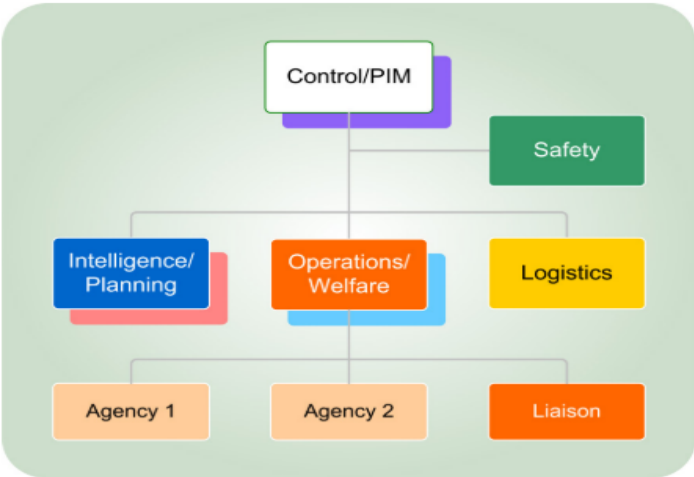 Control/PIM
Safety
Intelligence/
Planning
Operations/
Welfare
Logistics
Agency 1
Agency 2
Liaison